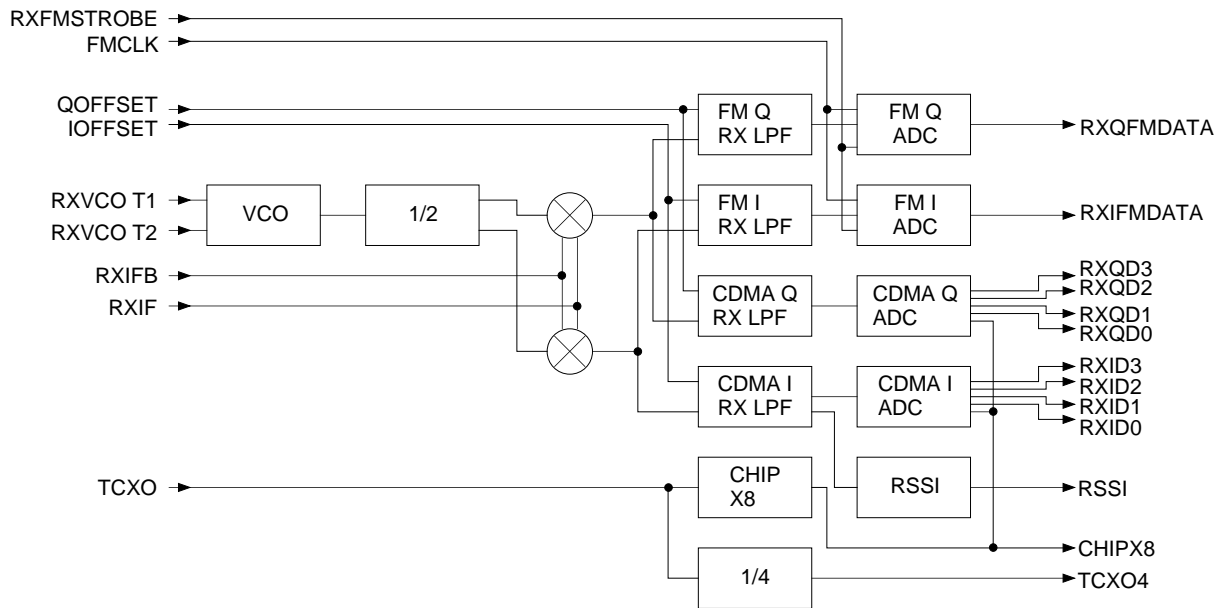 RXFMSTROBE
FMCLK
QOFFSET
IOFFSET
RXVCO T1
RXVCO T2
RXIFB
RXIF
TCXO
VCO
1/2
FM Q
RX LPF
FM I
RX LPF
CDMA Q
RX LPF
CDMA I
RX LPF
CHIP
X8
1/4
FM Q
ADC
FM I
ADC
CDMA Q
ADC
CDMA I
ADC
RSSI
RXQFMDATA
RXIFMDATA
RXQD3
RXQD2
RXQD1
RXQD0
RXID3
RXID2
RXID1
RXID0
RSSI
CHIPX8
TCXO4